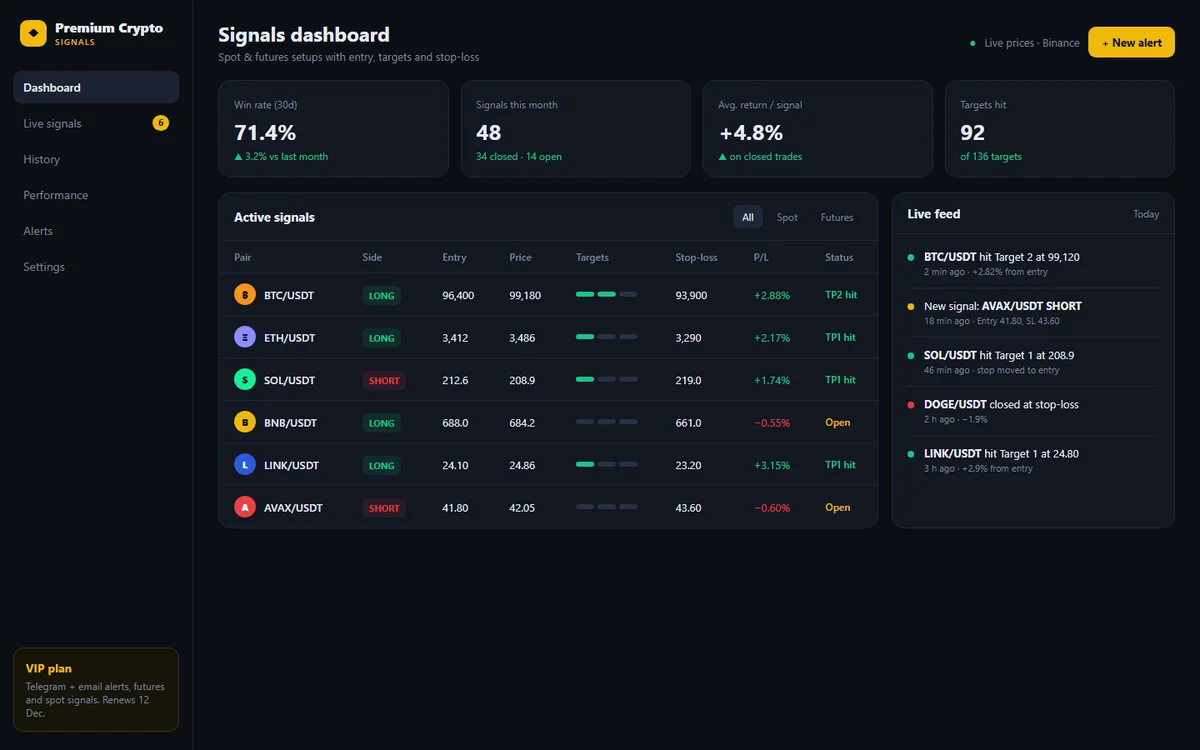 Premium Crypto
SIGNALS
Dashboard
Live signals 6
History
Performance
Alerts
Settings
VIP plan
Telegram + email alerts, futures
and spot signals. Renews 12
Dec.
Signals dashboard
Spot & futures setups with entry, targets and stop-loss
Live prices · Binance
+ New alert
Win rate (30d)
71.4%
▲ 3.2% vs last month
Signals this month
48
34 closed · 14 open
Avg. return / signal
+4.8%
▲ on closed trades
Targets hit
92
of 136 targets
Active signals
All Spot Futures
Pair Side Entry Price Targets Stop-loss P/L Status
B BTC/USDT LONG 96,400 99,180 93,900 +2.88% TP2 hit
Ξ ETH/USDT LONG 3,412 3,486 3,290 +2.17% TP1 hit
S SOL/USDT SHORT 212.6 208.9 219.0 +1.74% TP1 hit
B BNB/USDT LONG 688.0 684.2 661.0 −0.55% Open
L LINK/USDT LONG 24.10 24.86 23.20 +3.15% TP1 hit
A AVAX/USDT SHORT 41.80 42.05 43.60 −0.60% Open
Live feed Today
BTC/USDT hit Target 2 at 99,120
2 min ago · +2.82% from entry
New signal: AVAX/USDT SHORT
18 min ago · Entry 41.80, SL 43.60
SOL/USDT hit Target 1 at 208.9
46 min ago · stop moved to entry
DOGE/USDT closed at stop-loss
2 h ago · −1.9%
LINK/USDT hit Target 1 at 24.80
3 h ago · +2.9% from entry